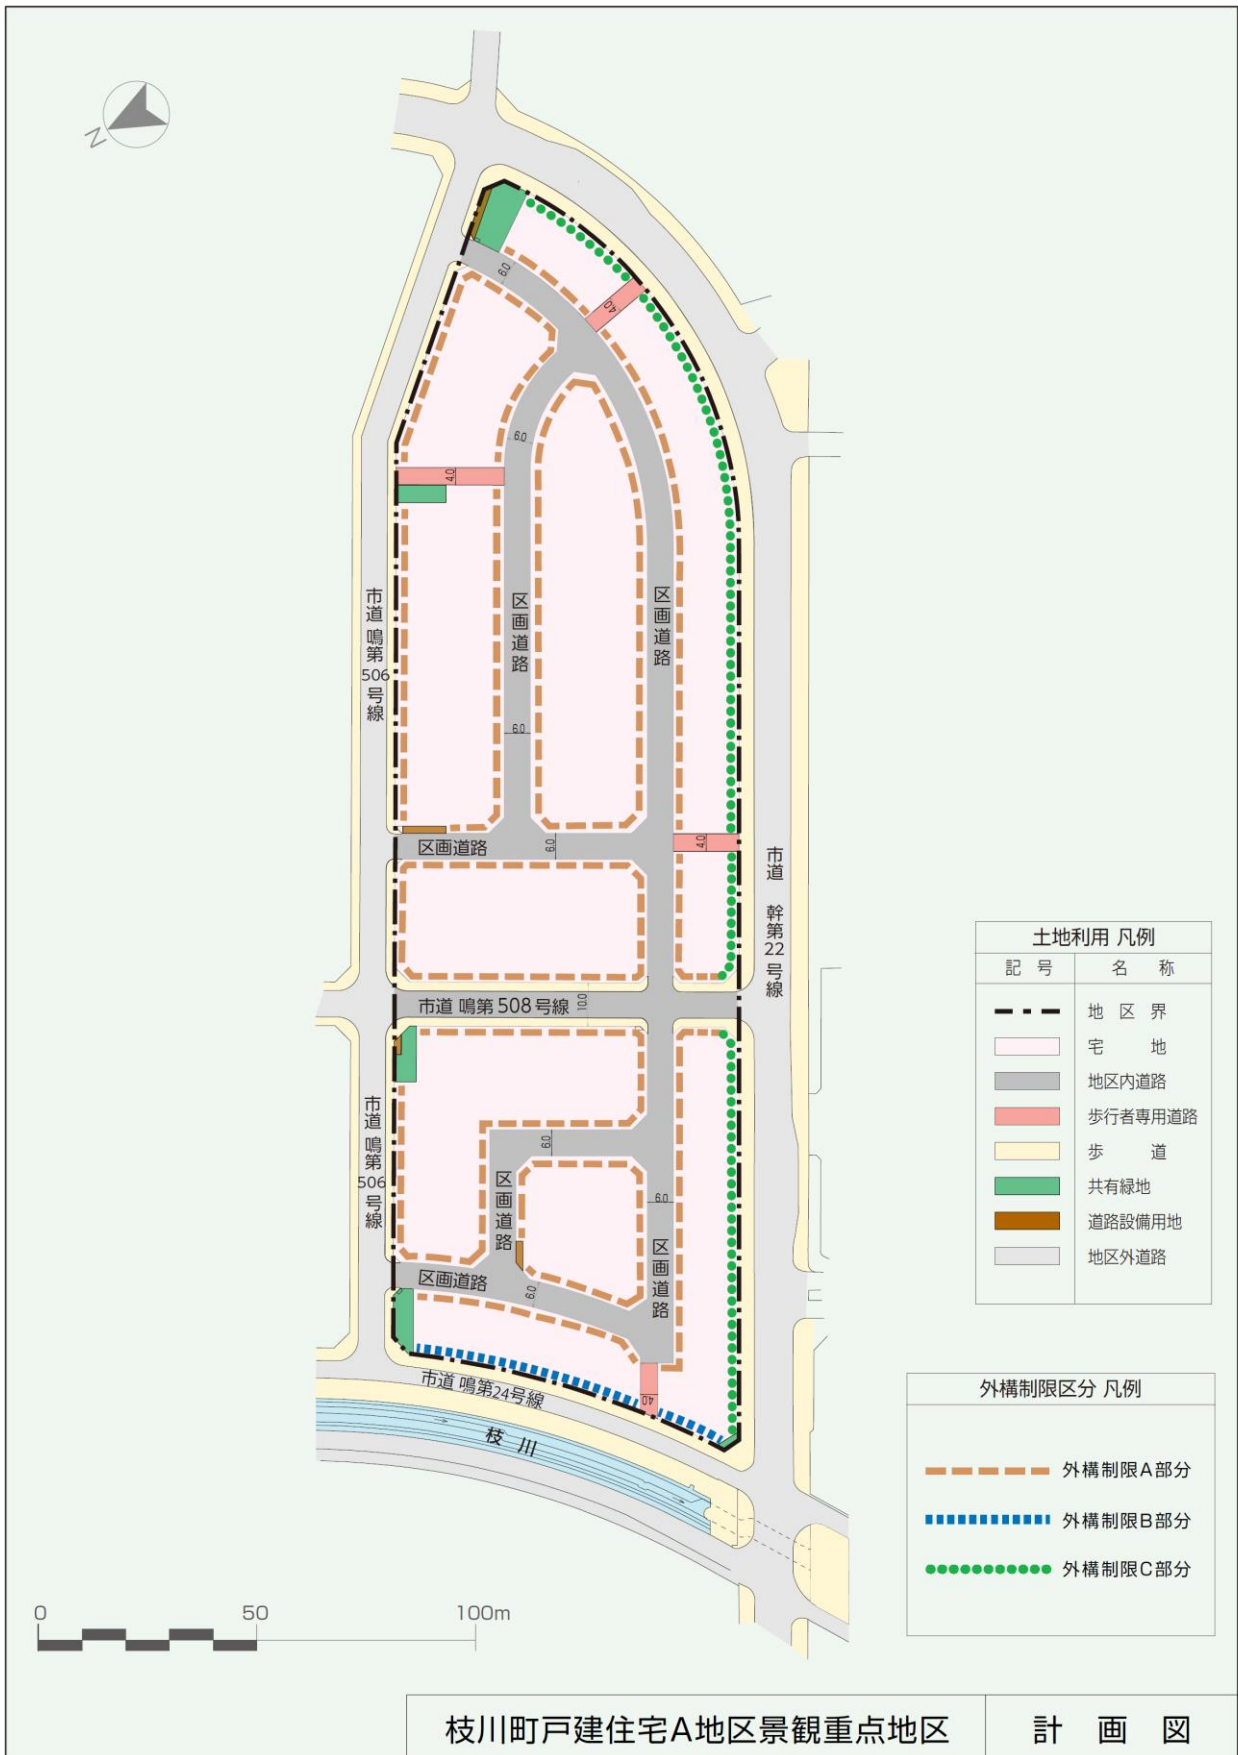 N
6.0
4.0
6.0
4.0
市道 鳴第506号線
区画道路
区画道路
6.0
区画道路
6.0
4.0
市道 幹第22号線
市道 鳴第508号線
10.0
市道 鳴第506号線
6.0
区画道路
6.0
区画道路
区画道路
6.0
4.0
市道 鳴第24号線
枝川
土地利用 凡例
記号 名称
地区界
宅地
地区内道路
歩行者専用道路
歩道
共有緑地
道路設備用地
地区外道路
外構制限区分 凡例
外構制限A部分
外構制限B部分
外構制限C部分
0 50 100m
枝川町戸建住宅A地区景観重点地区 計画図